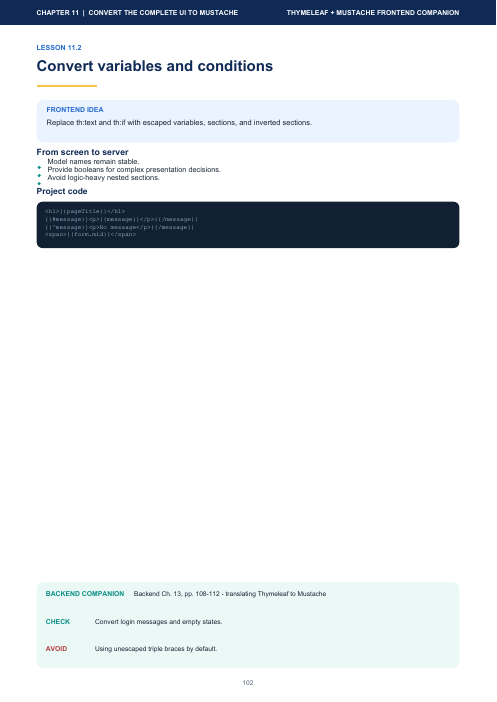 CHAPTER 11 | CONVERT THE COMPLETE UI TO MUSTACHE
THYMELEAF + MUSTACHE FRONTEND COMPANION
LESSON 11.2
Convert variables and conditions
FRONTEND IDEA
Replace th:text and th:if with escaped variables, sections, and inverted sections.
From screen to server
Model names remain stable.
Provide booleans for complex presentation decisions.
Avoid logic-heavy nested sections.
Project code
<h1>{{pageTitle}}</h1>
{{#message}}<p>{{message}}</p>{{/message}}
{{^message}}<p>No message</p>{{/message}}
<span>{{form.mid}}</span>
BACKEND COMPANION Backend Ch. 13, pp. 108-112 - translating Thymeleaf to Mustache
CHECK Convert login messages and empty states.
AVOID Using unescaped triple braces by default.
102